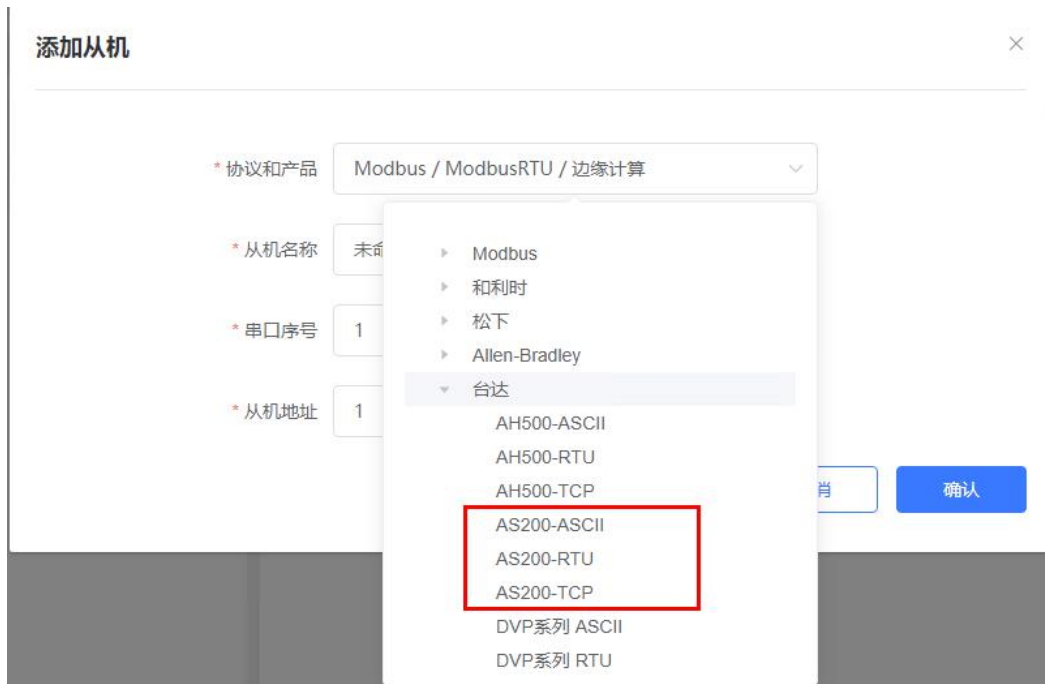 添加从机
* 协议和产品 Modbus / ModbusRTU / 边缘计算
* 从机名称 未
* 串口序号 1
* 从机地址 1
Modbus
和利时
松下
Allen-Bradley
台达
AH500-ASCII
AH500-RTU
AH500-TCP
AS200-ASCII
AS200-RTU
AS200-TCP
DVP系列 ASCII
DVP系列 RTU
消 确认